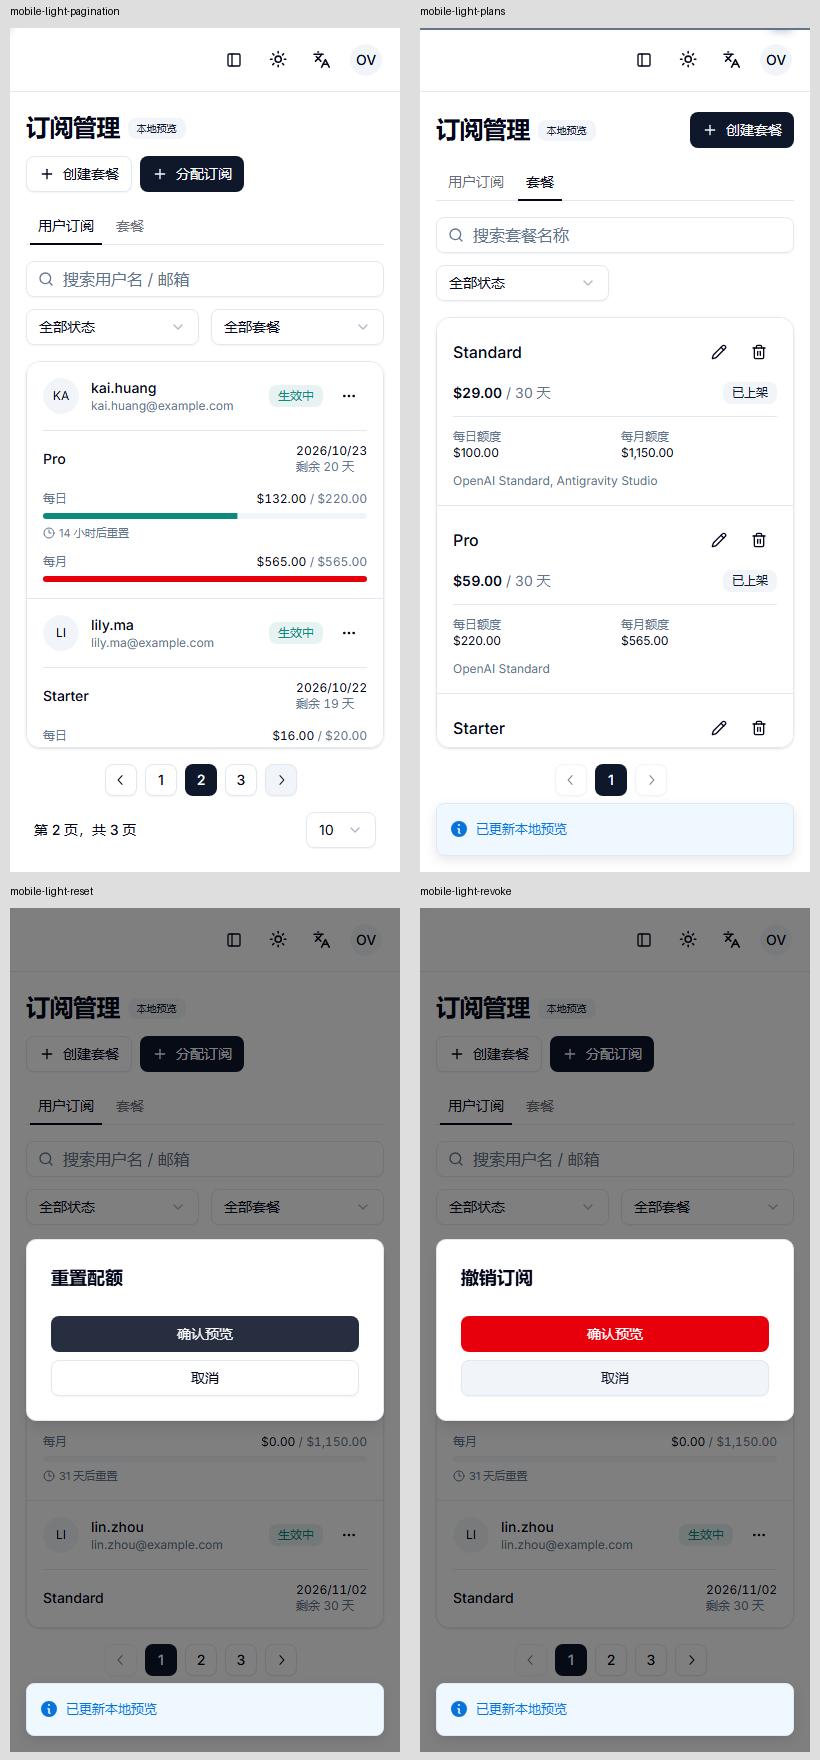 mobile-light-pagination
OV
订阅管理 本地预览
创建套餐 分配订阅
用户订阅 套餐
搜索用户名 / 邮箱
全部状态 全部套餐
KA kai.huang 生效中
kai.huang@example.com
Pro 2026/10/23
剩余 20 天
每日 $132.00 / $220.00
14 小时后重置
每月 $565.00 / $565.00
LI lily.ma 生效中
lily.ma@example.com
Starter 2026/10/22
剩余 19 天
每日 $16.00 / $20.00
1 2 3
第 2 页，共 3 页 10
mobile-light-plans
OV
订阅管理 本地预览 创建套餐
用户订阅 套餐
搜索套餐名称
全部状态
Standard
$29.00 / 30 天 已上架
每日额度 每月额度
$100.00 $1,150.00
OpenAI Standard, Antigravity Studio
Pro
$59.00 / 30 天 已上架
每日额度 每月额度
$220.00 $565.00
OpenAI Standard
Starter
1
已更新本地预览
mobile-light-reset
OV
订阅管理 本地预览
创建套餐 分配订阅
用户订阅 套餐
搜索用户名 / 邮箱
全部状态 全部套餐
重置配额
确认预览
取消
每月 $0.00 / $1,150.00
31 天后重置
LI lin.zhou 生效中
lin.zhou@example.com
Standard 2026/11/02
剩余 30 天
1 2 3
已更新本地预览
mobile-light-revoke
OV
订阅管理 本地预览
创建套餐 分配订阅
用户订阅 套餐
搜索用户名 / 邮箱
全部状态 全部套餐
撤销订阅
确认预览
取消
每月 $0.00 / $1,150.00
31 天后重置
LI lin.zhou 生效中
lin.zhou@example.com
Standard 2026/11/02
剩余 30 天
1 2 3
已更新本地预览